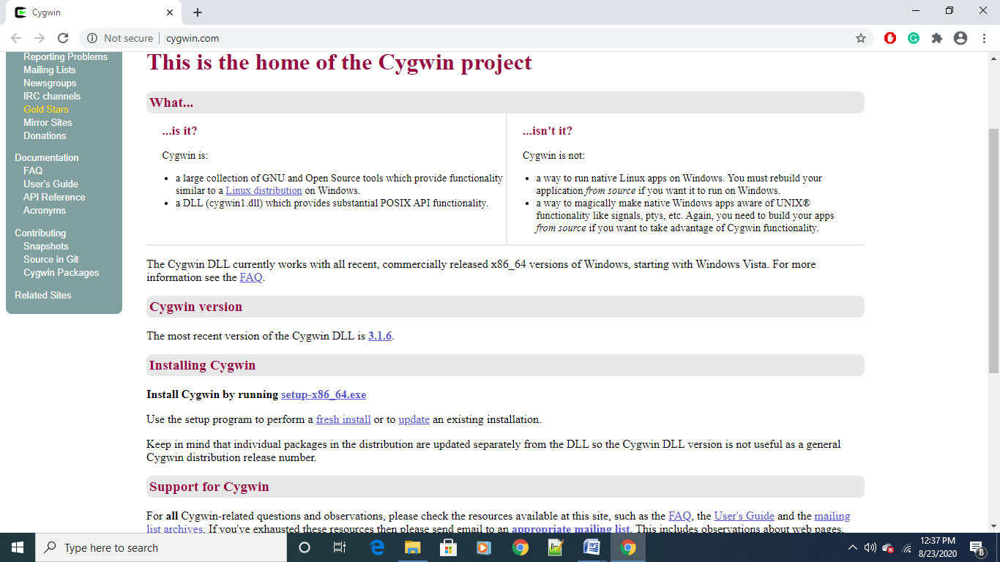 Cygwin
Not secure
cygwin.com
Reporting Problems
Mailing Lists
Newsgroups
IRC channels
Gold Stars
Mirror Sites
Donations
Documentation
FAQ
User's Guide
API Reference
Acronyms
Contributing
Snapshots
Source in Git
Cygwin Packages
Related Sites
This is the home of the Cygwin project
What...
...is it?
Cygwin is:
• a large collection of GNU and Open Source tools which provide functionality
similar to a Linux distribution on Windows.
• a DLL (cygwin1.dll) which provides substantial POSIX API functionality.
...isn't it?
Cygwin is not:
• a way to run native Linux apps on Windows. You must rebuild your
application from source if you want it to run on Windows.
• a way to magically make native Windows apps aware of UNIX®
functionality like signals, ptys, etc. Again, you need to build your apps
from source if you want to take advantage of Cygwin functionality.
The Cygwin DLL currently works with all recent, commercially released x86_64 versions of Windows, starting with Windows Vista. For more
information see the FAQ.
Cygwin version
The most recent version of the Cygwin DLL is 3.1.6.
Installing Cygwin
Install Cygwin by running setup-x86_64.exe
Use the setup program to perform a fresh install or to update an existing installation.
Keep in mind that individual packages in the distribution are updated separately from the DLL so the Cygwin DLL version is not useful as a general
Cygwin distribution release number.
Support for Cygwin
For all Cygwin-related questions and observations, please check the resources available at this site, such as the FAQ, the User's Guide and the mailing
list archives. If you've exhausted these resources then please send email to an appropriate mailing list. This includes observations about web pages,
Type here to search
12:37 PM
8/23/2020
8